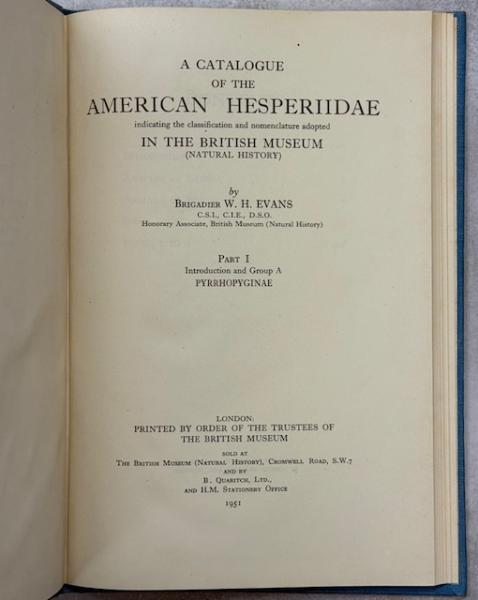 A CATALOGUE
OF THE
AMERICAN HESPERIIDAE
indicating the classification and nomenclature adopted
IN THE BRITISH MUSEUM
(NATURAL HISTORY)
by
BRIGADIER W. H. EVANS
C.S.I., C.I.E., D.S.O.
Honorary Associate, British Museum (Natural History)
PART I
Introduction and Group A
PYRRHOPYGINAE
LONDON:
PRINTED BY ORDER OF THE TRUSTEES OF
THE BRITISH MUSEUM
SOLD AT
THE BRITISH MUSEUM (NATURAL HISTORY), CROMWELL ROAD, S.W.7
AND BY
B. QUARITCH, LTD.,
AND H.M. STATIONERY OFFICE
1951